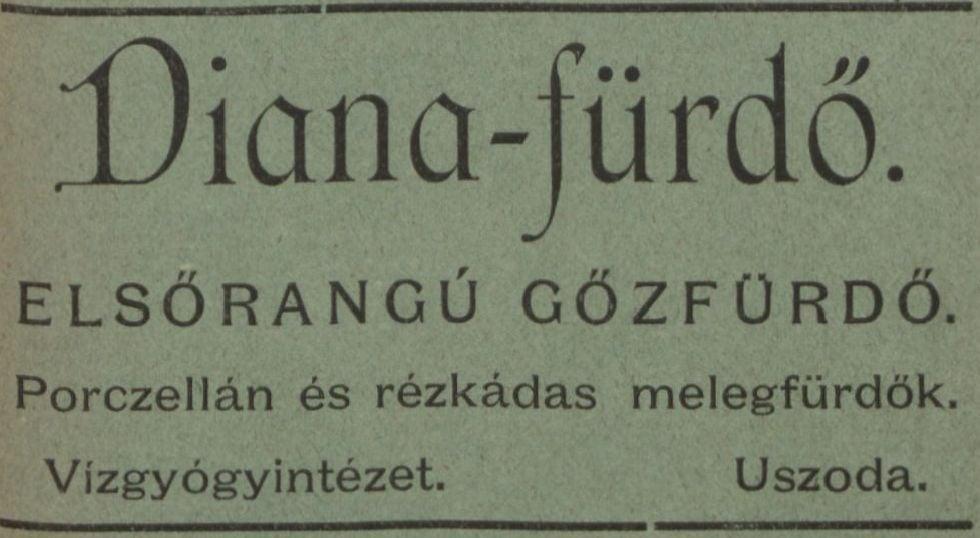 Diana-fürdő.
ELSŐRANGÚ GŐZFÜRDŐ.
Porczellán és rézkádas melegfürdők.
Vízgyógyintézet. Uszoda.